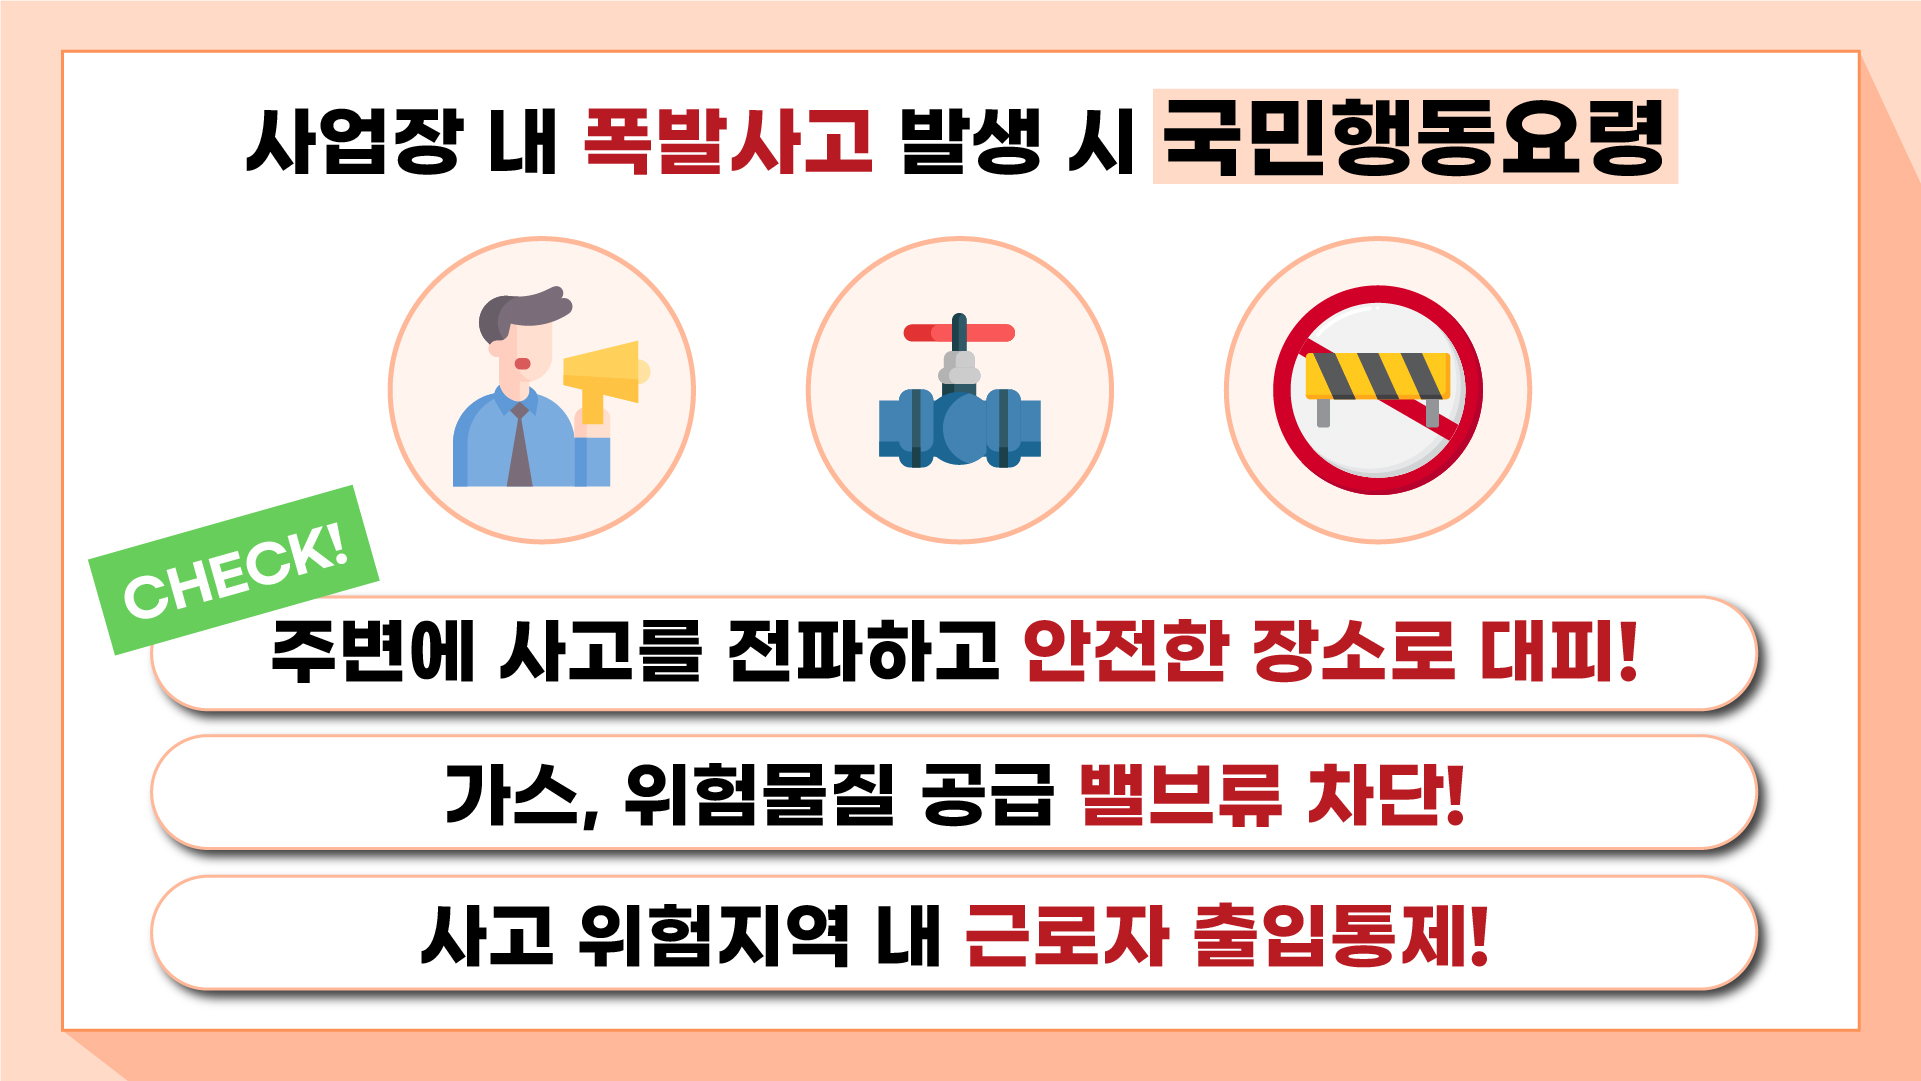 사업장 내 폭발사고 발생 시 국민행동요령
CHECK!
주변에 사고를 전파하고 안전한 장소로 대피!
가스, 위험물질 공급 밸브류 차단!
사고 위험지역 내 근로자 출입통제!